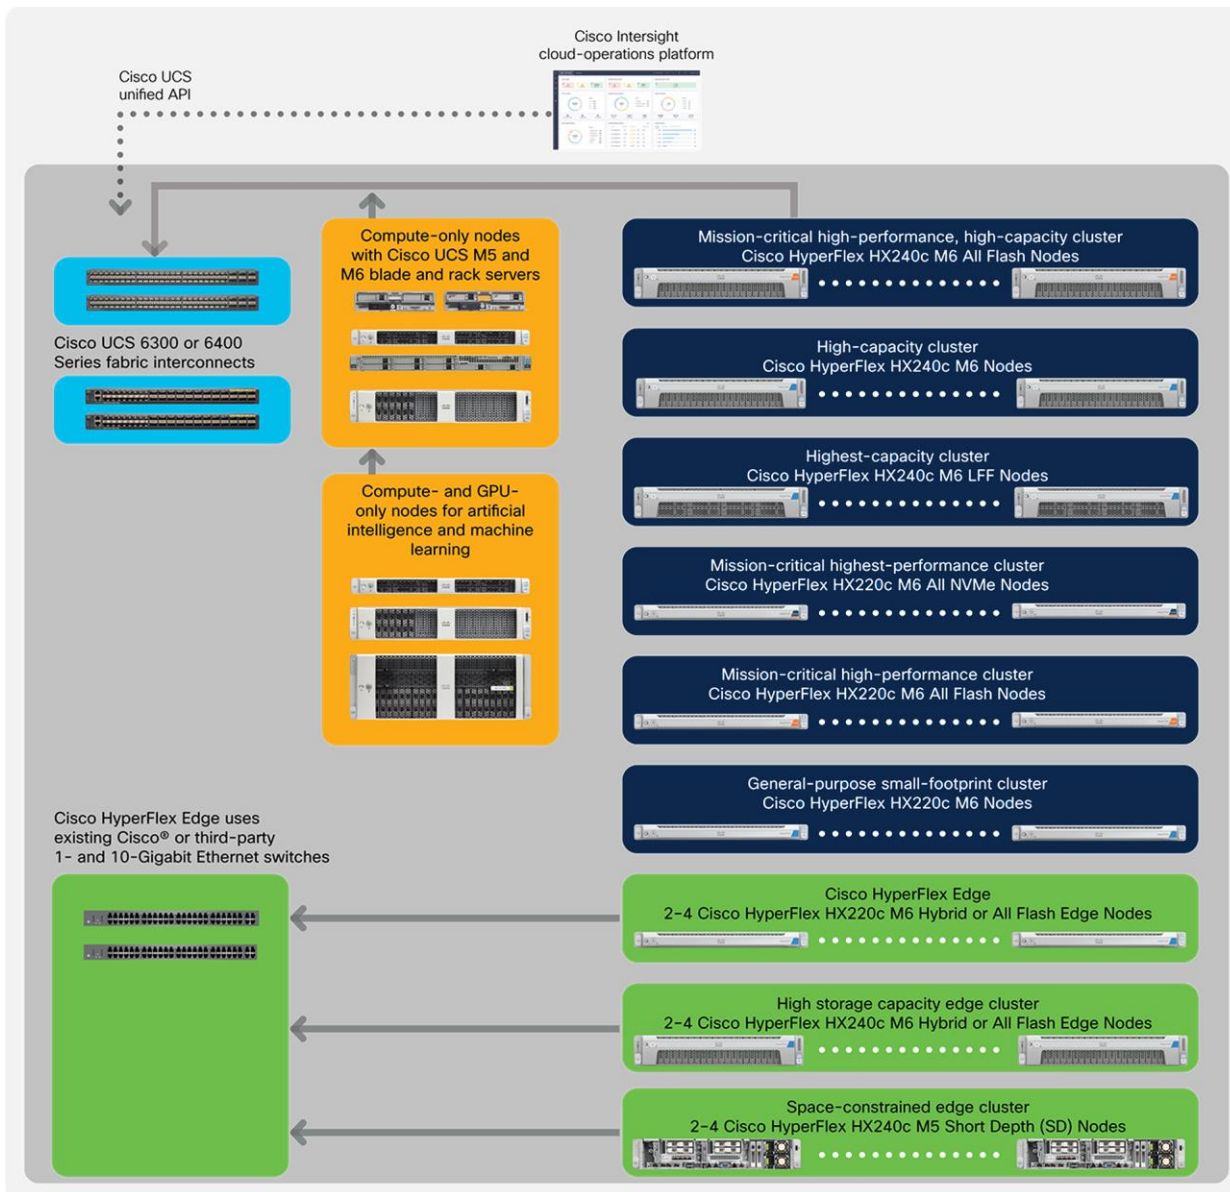 Cisco Intersight
cloud-operations platform
Cisco UCS
unified API
Compute-only nodes
with Cisco UCS M5 and
M6 blade and rack servers
Mission-critical high-performance, high-capacity cluster
Cisco HyperFlex HX240c M6 All Flash Nodes
Cisco UCS 6300 or 6400
Series fabric interconnects
High-capacity cluster
Cisco HyperFlex HX240c M6 Nodes
Highest-capacity cluster
Cisco HyperFlex HX240c M6 LFF Nodes
Compute- and GPU-
only nodes for artificial
intelligence and machine
learning
Mission-critical highest-performance cluster
Cisco HyperFlex HX220c M6 All NVMe Nodes
Mission-critical high-performance cluster
Cisco HyperFlex HX220c M6 All Flash Nodes
General-purpose small-footprint cluster
Cisco HyperFlex HX220c M6 Nodes
Cisco HyperFlex Edge uses
existing Cisco® or third-party
1- and 10-Gigabit Ethernet switches
Cisco HyperFlex Edge
2-4 Cisco HyperFlex HX220c M6 Hybrid or All Flash Edge Nodes
High storage capacity edge cluster
2-4 Cisco HyperFlex HX240c M6 Hybrid or All Flash Edge Nodes
Space-constrained edge cluster
2-4 Cisco HyperFlex HX240c M5 Short Depth (SD) Nodes